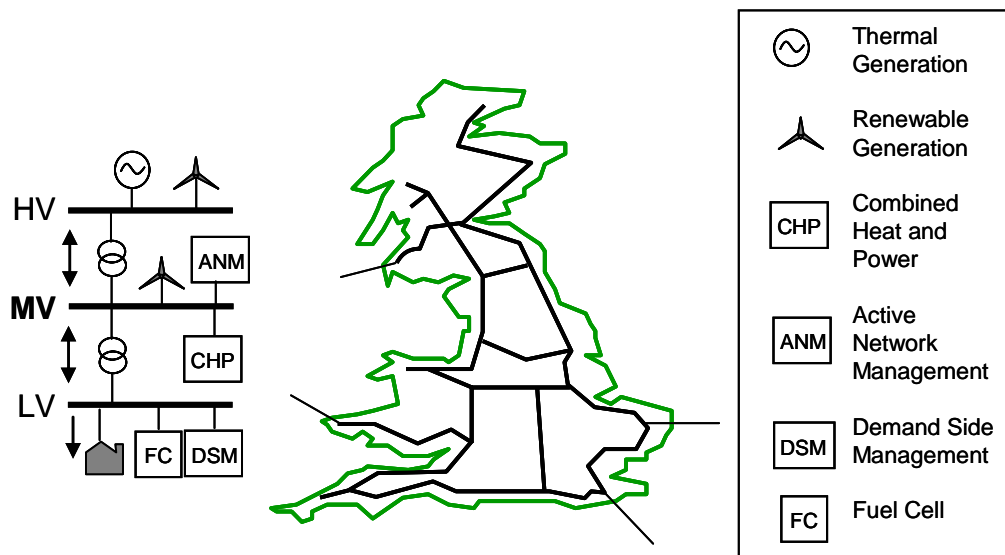 HV
ANM
MV
CHP
LV
FC
DSM
Thermal
Generation
Renewable
Generation
CHP
Combined
Heat and
Power
ANM
Active
Network
Management
DSM
Demand Side
Management
FC
Fuel Cell